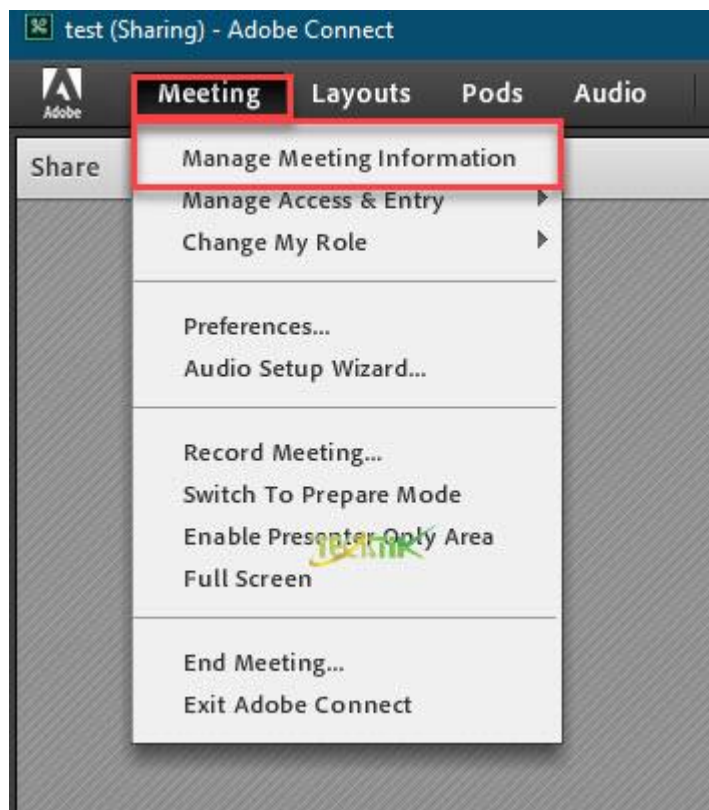 test (Sharing) - Adobe Connect
Adobe
Meeting Layouts Pods Audio
Share
Manage Meeting Information
Manage Access & Entry
Change My Role
Preferences...
Audio Setup Wizard...
Record Meeting...
Switch To Prepare Mode
Enable Presenter Only Area
Full Screen
End Meeting...
Exit Adobe Connect